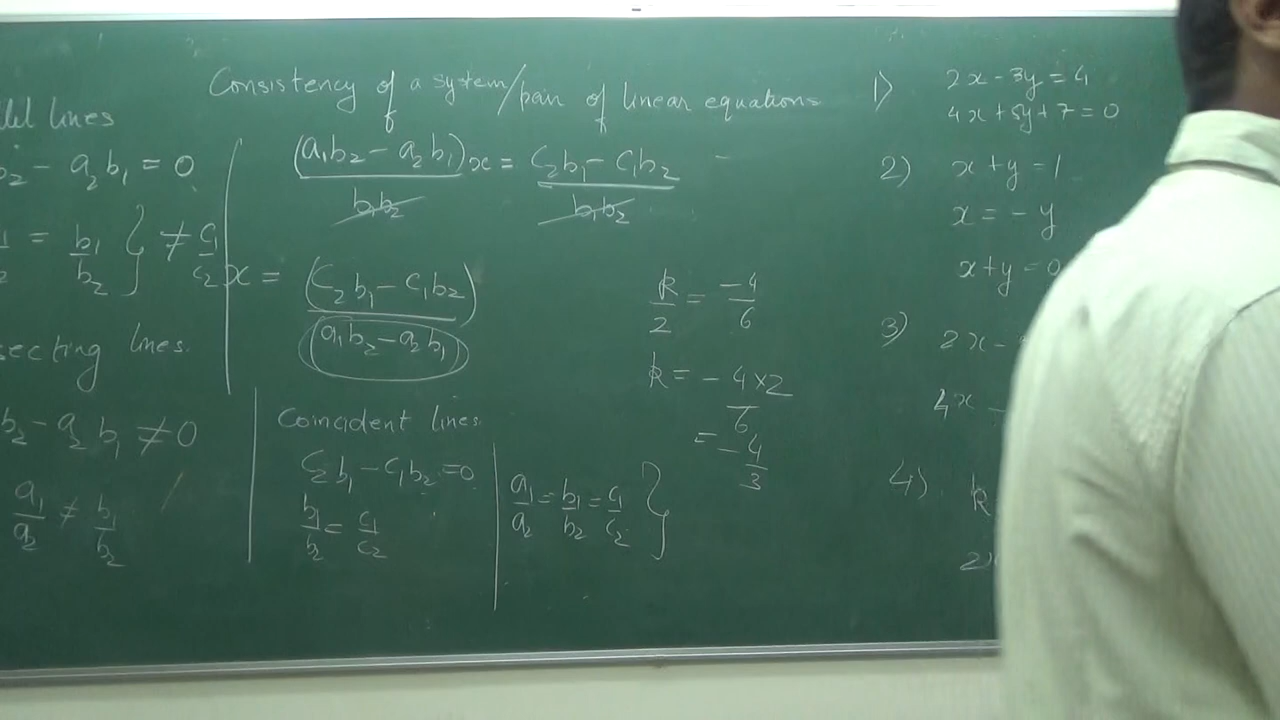 Consistency of a system/pair of linear equations
lines
b₂ - a₂b₁ = 0
= b₁/b₂ } ≠ c₁/c₂
lines.
b₂ - a₂b₁ ≠ 0
a₁/a₂ ≠ b₁/b₂
(a₁b₂ - a₂b₁)x/b₁b₂ = c₂b₁ - c₁b₂/b₁b₂
x = (c₂b₁ - c₁b₂)/(a₁b₂ - a₂b₁)
Coincident lines.
c₂b₁ - c₁b₂ = 0
b₁/b₂ = c₁/c₂
a₁/a₂ = b₁/b₂ = c₁/c₂ }
k/2 = -4/6
k = -4×2/6
= -4/3
1) 2x - 3y = 4
4x + 5y + 7 = 0
2) x + y = 1
x = - y
x + y = 0
3) 2x -
4x -
4) k
2x